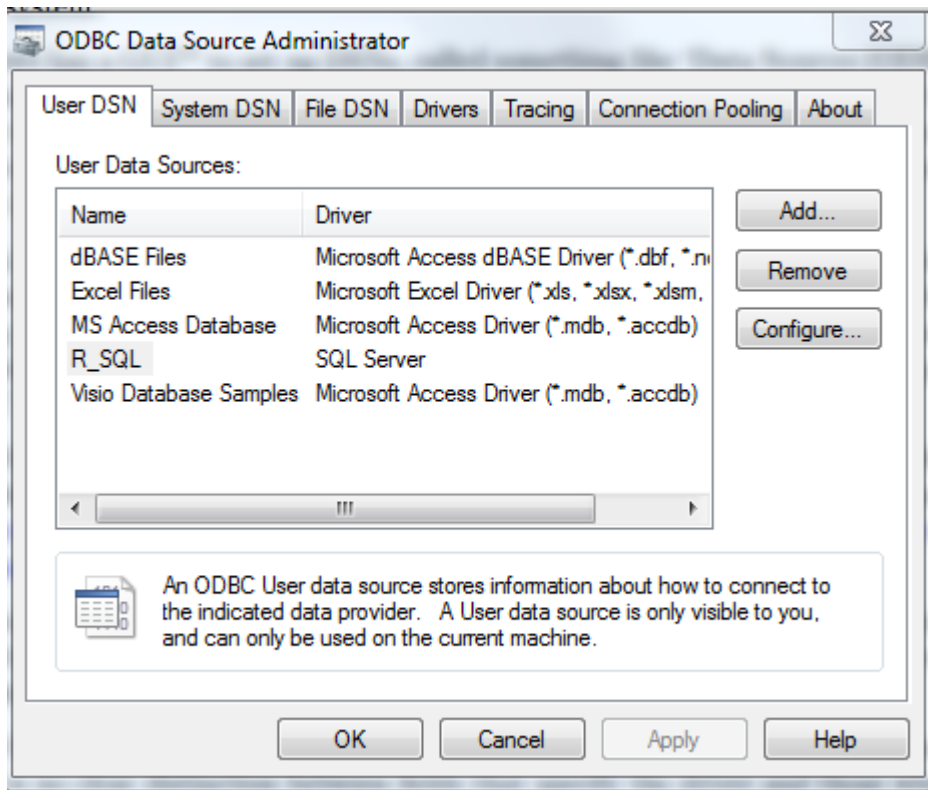 system
ODBC Data Source Administrator
User DSN System DSN File DSN Drivers Tracing Connection Pooling About
User Data Sources:
Name Driver
dBASE Files Microsoft Access dBASE Driver (*.dbf, *.n
Excel Files Microsoft Excel Driver (*.xls, *.xlsx, *.xlsm,
MS Access Database Microsoft Access Driver (*.mdb, *.accdb)
R_SQL SQL Server
Visio Database Samples Microsoft Access Driver (*.mdb, *.accdb)
Add...
Remove
Configure...
An ODBC User data source stores information about how to connect to
the indicated data provider. A User data source is only visible to you,
and can only be used on the current machine.
OK Cancel Apply Help